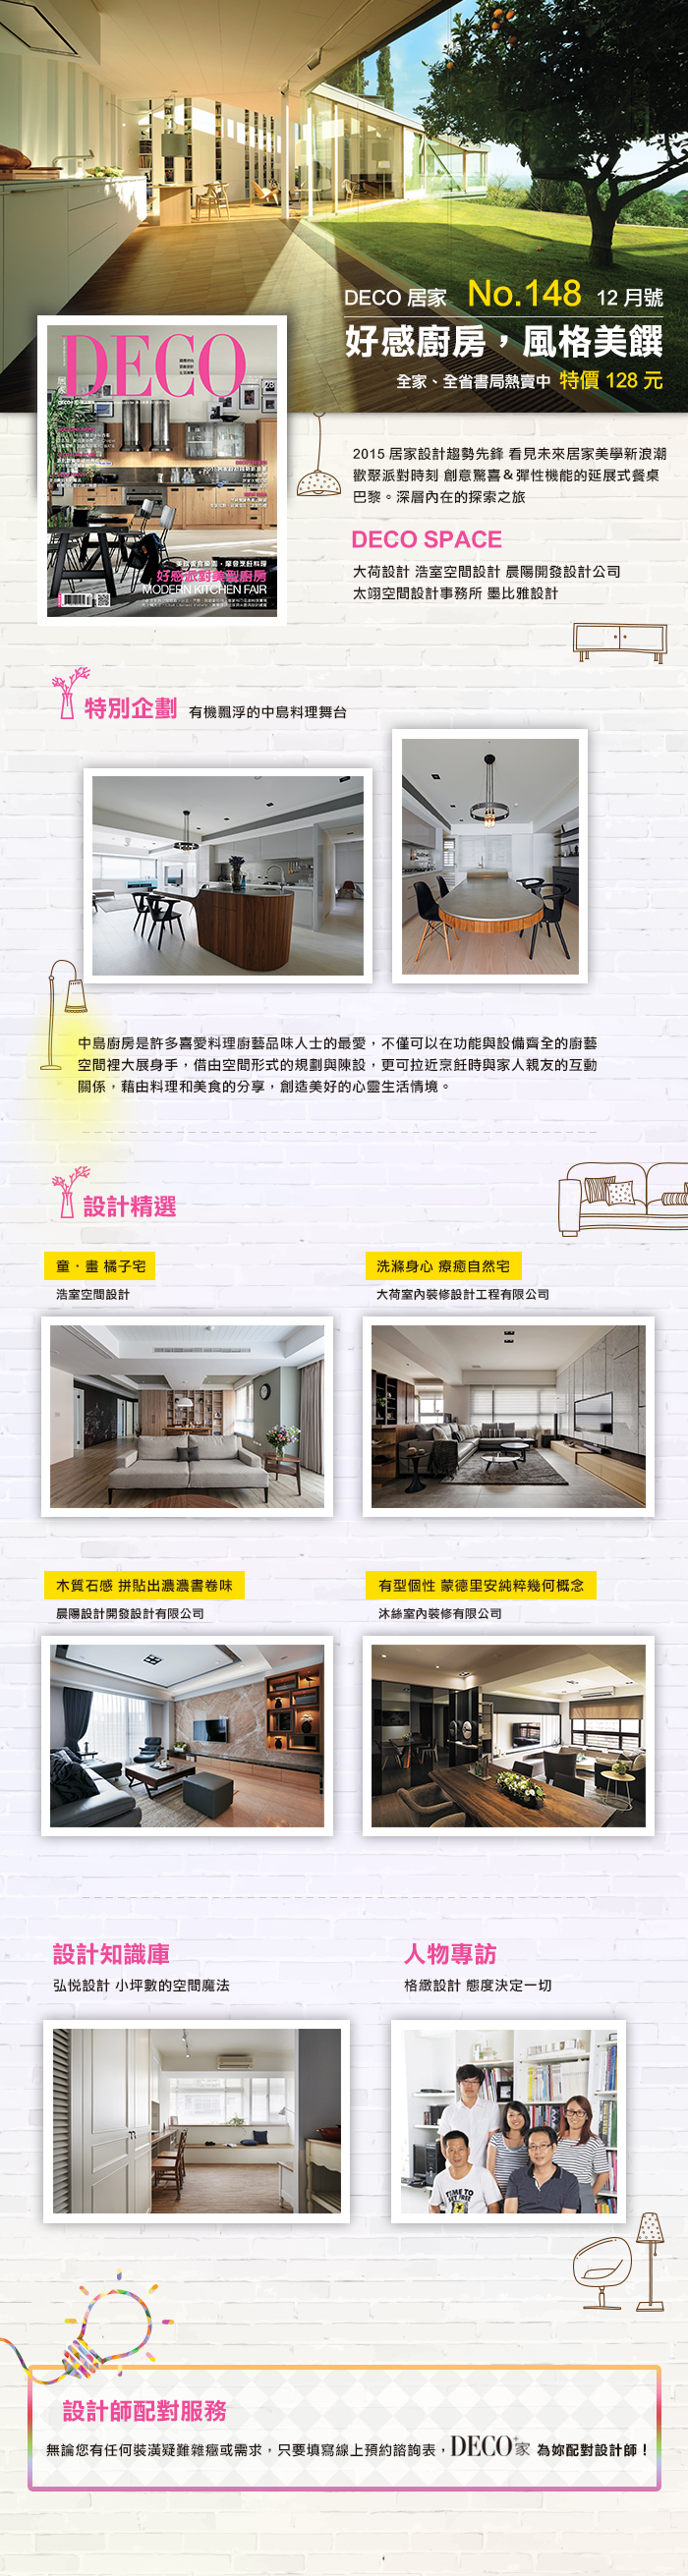 DECO 居家 No.148 12 月號
好感廚房，風格美饌
全家、全省書局熱賣中 特價 128 元
DECO
居家
好感派對美型廚房
MODERN KITCHEN FAIR
2015 居家設計趨勢先鋒 看見未來居家美學新浪潮
歡聚派對時刻 創意驚喜＆彈性機能的延展式餐桌
巴黎。深層內在的探索之旅
DECO SPACE
大荷設計 浩室空間設計 晨陽開發設計公司
太翊空間設計事務所 墨比雅設計
特別企劃 有機飄浮的中島料理舞台
中島廚房是許多喜愛料理廚藝品味人士的最愛，不僅可以在功能與設備齊全的廚藝
空間裡大展身手，借由空間形式的規劃與陳設，更可拉近烹飪時與家人親友的互動
關係，藉由料理和美食的分享，創造美好的心靈生活情境。
設計精選
童．畫 橘子宅
浩室空間設計
洗滌身心 療癒自然宅
大荷室內裝修設計工程有限公司
木質石感 拼貼出濃濃書卷味
晨陽設計開發設計有限公司
有型個性 蒙德里安純粹幾何概念
沐絲室內裝修有限公司
設計知識庫
弘悦設計 小坪數的空間魔法
人物專訪
格緻設計 態度決定一切
TIME TO
GET FREE
設計師配對服務
無論您有任何裝潢疑難雜癥或需求，只要填寫線上預約諮詢表，DECO+家 為妳配對設計師！